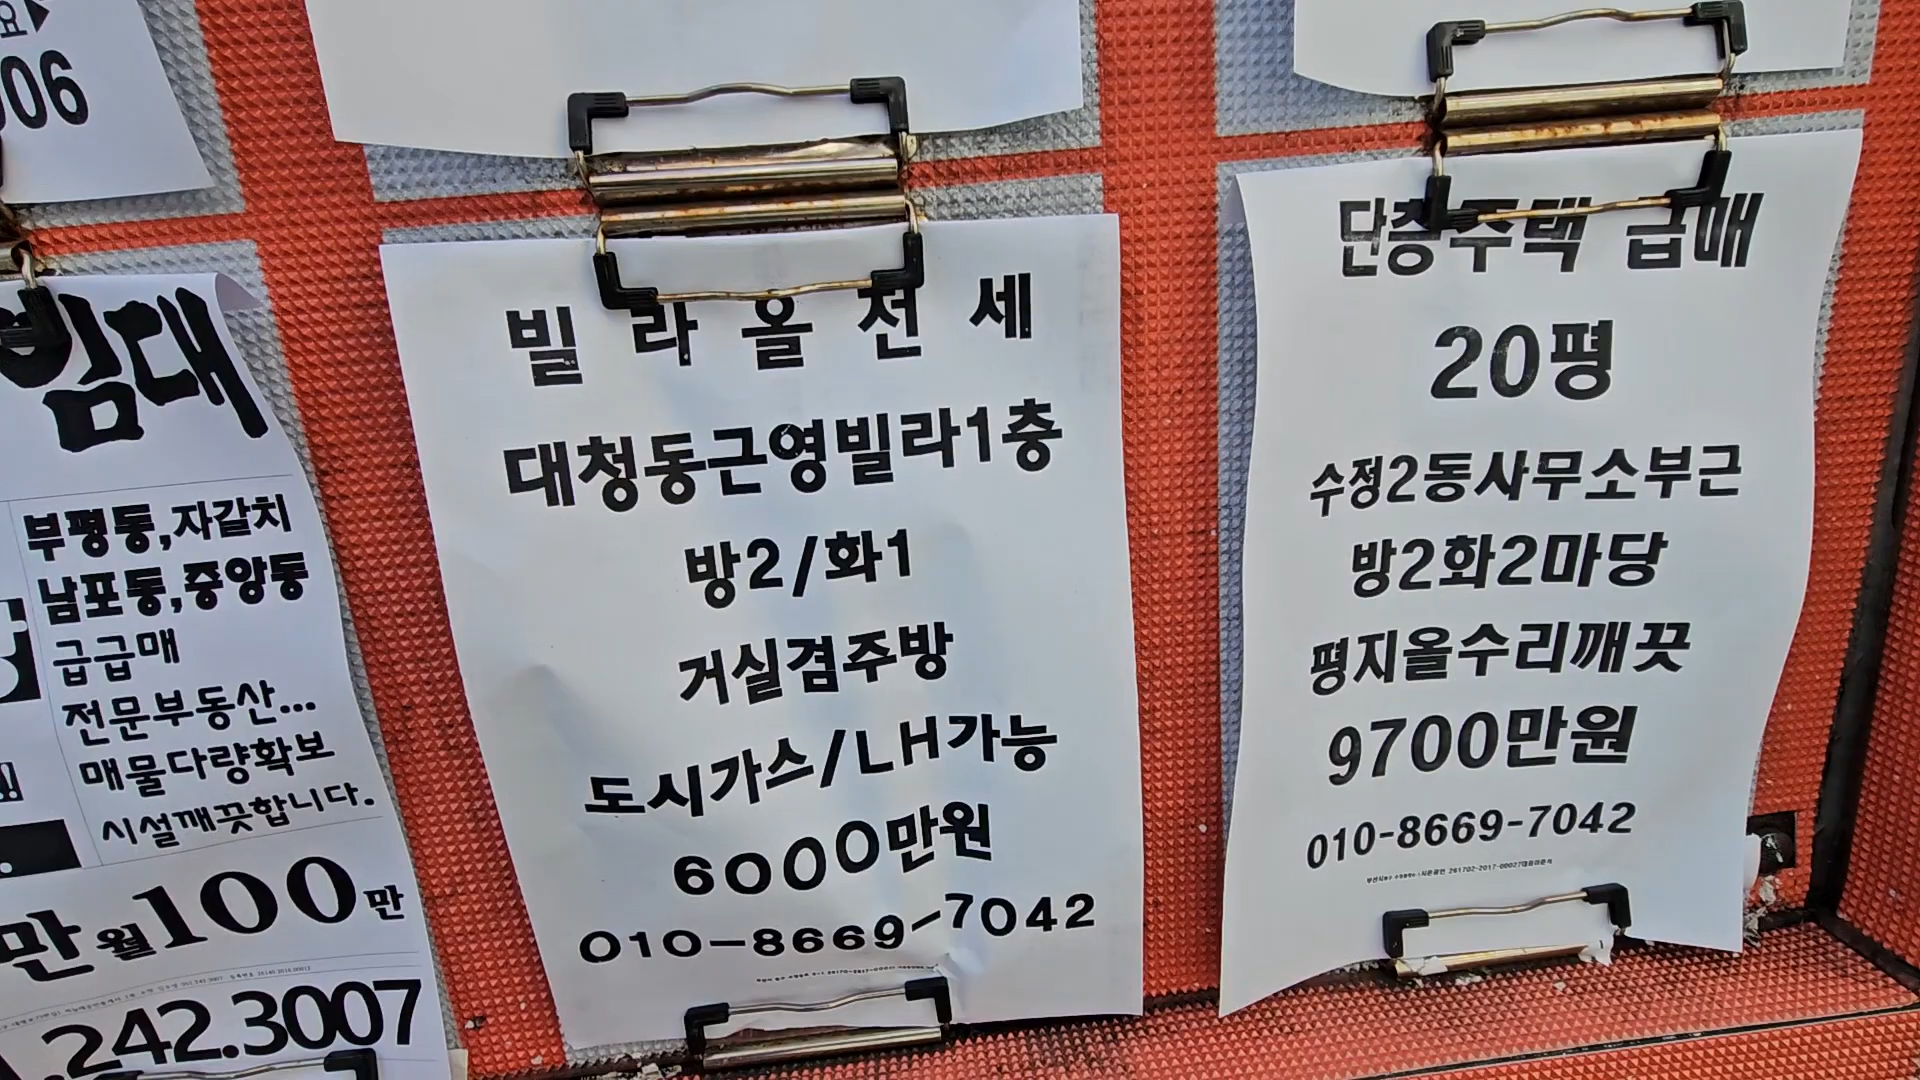 요▶
006
임대
부평동,자갈치
남포동,중앙동
급급매
전문부동산...
매물다량확보
시설깨끗합니다.
만 월100만
.242.3007
빌라올전세
대청동근영빌라1층
방2/화1
거실겸주방
도시가스/LH가능
6000만원
010-8669-7042
단층주택 급매
20평
수정2동사무소부근
방2화2마당
평지올수리깨끗
9700만원
010-8669-7042